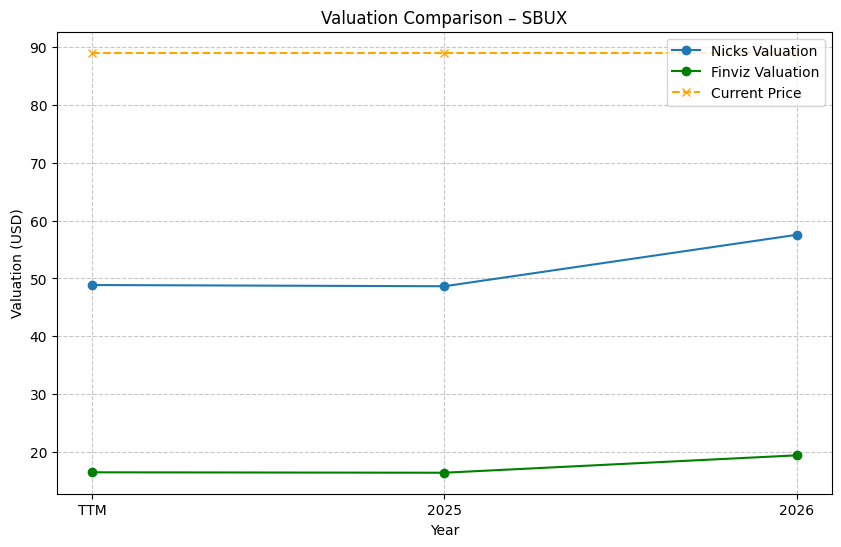 Valuation Comparison – SBUX
Nicks Valuation
Finviz Valuation
Current Price
Valuation (USD)
90
80
70
60
50
40
30
20
TTM
2025
2026
Year